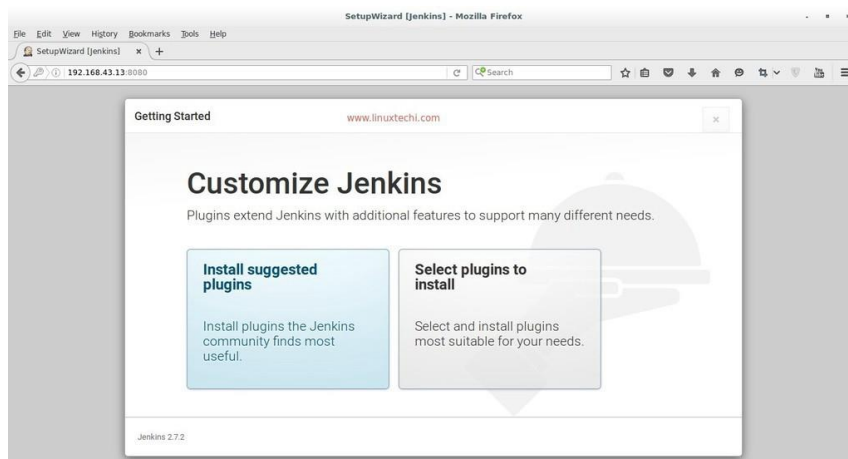 SetupWizard [Jenkins] - Mozilla Firefox
File Edit View History Bookmarks Tools Help
SetupWizard [Jenkins] × +
192.168.43.13:8080
Search
Getting Started
www.linuxtechi.com
×
Customize Jenkins
Plugins extend Jenkins with additional features to support many different needs.
Install suggested
plugins
Install plugins the Jenkins
community finds most
useful.
Select plugins to
install
Select and install plugins
most suitable for your needs.
Jenkins 2.7.2